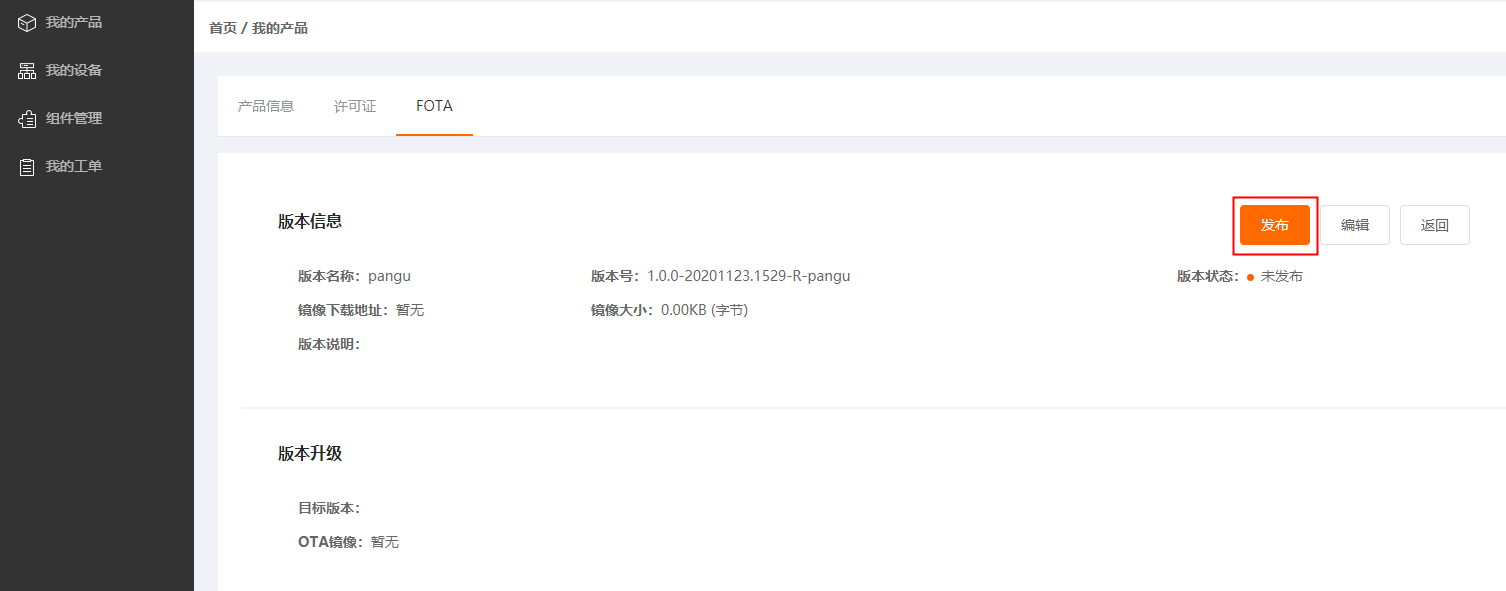 我的产品
我的设备
组件管理
我的工单
首页 / 我的产品
产品信息 许可证 FOTA
版本信息 发布 编辑 返回
版本名称：pangu 版本号：1.0.0-20201123.1529-R-pangu 版本状态：未发布
镜像下载地址：暂无 镜像大小：0.00KB (字节)
版本说明：
版本升级
目标版本：
OTA镜像：暂无